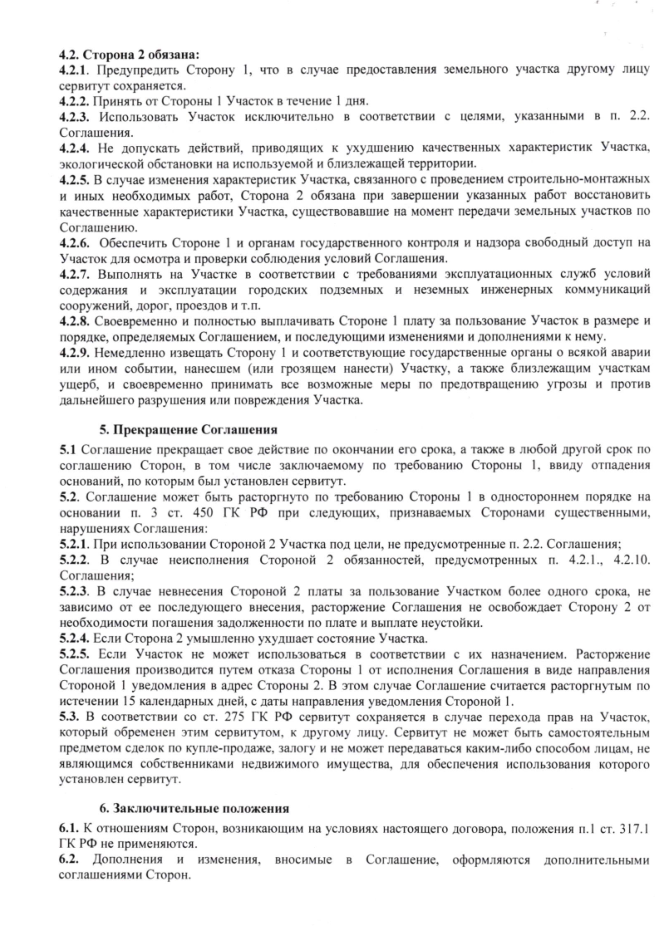 4.2. Сторона 2 обязана:
4.2.1. Предупредить Сторону 1, что в случае предоставления земельного участка другому лицу
сервитут сохраняется.
4.2.2. Принять от Стороны 1 Участок в течение 1 дня.
4.2.3. Использовать Участок исключительно в соответствии с целями, указанными в п. 2.2.
Соглашения.
4.2.4. Не допускать действий, приводящих к ухудшению качественных характеристик Участка,
экологической обстановки на используемой и близлежащей территории.
4.2.5. В случае изменения характеристик Участка, связанного с проведением строительно-монтажных
и иных необходимых работ, Сторона 2 обязана при завершении указанных работ восстановить
качественные характеристики Участка, существовавшие на момент передачи земельных участков по
Соглашению.
4.2.6. Обеспечить Стороне 1 и органам государственного контроля и надзора свободный доступ на
Участок для осмотра и проверки соблюдения условий Соглашения.
4.2.7. Выполнять на Участке в соответствии с требованиями эксплуатационных служб условий
содержания и эксплуатации городских подземных и неземных инженерных коммуникаций
сооружений, дорог, проездов и т.п.
4.2.8. Своевременно и полностью выплачивать Стороне 1 плату за пользование Участок в размере и
порядке, определяемых Соглашением, и последующими изменениями и дополнениями к нему.
4.2.9. Немедленно извещать Сторону 1 и соответствующие государственные органы о всякой аварии
или ином событии, нанесшем (или грозящем нанести) Участку, а также близлежащим участкам
ущерб, и своевременно принимать все возможные меры по предотвращению угрозы и против
дальнейшего разрушения или повреждения Участка.
5. Прекращение Соглашения
5.1 Соглашение прекращает свое действие по окончании его срока, а также в любой другой срок по
соглашению Сторон, в том числе заключаемому по требованию Стороны 1, ввиду отпадения
оснований, по которым был установлен сервитут.
5.2. Соглашение может быть расторгнуто по требованию Стороны 1 в одностороннем порядке на
основании п. 3 ст. 450 ГК РФ при следующих, признаваемых Сторонами существенными,
нарушениях Соглашения:
5.2.1. При использовании Стороной 2 Участка под цели, не предусмотренные п. 2.2. Соглашения;
5.2.2. В случае неисполнения Стороной 2 обязанностей, предусмотренных п. 4.2.1., 4.2.10.
Соглашения;
5.2.3. В случае невнесения Стороной 2 платы за пользование Участком более одного срока, не
зависимо от ее последующего внесения, расторжение Соглашения не освобождает Сторону 2 от
необходимости погашения задолженности по плате и выплате неустойки.
5.2.4. Если Сторона 2 умышленно ухудшает состояние Участка.
5.2.5. Если Участок не может использоваться в соответствии с их назначением. Расторжение
Соглашения производится путем отказа Стороны 1 от исполнения Соглашения в виде направления
Стороной 1 уведомления в адрес Стороны 2. В этом случае Соглашение считается расторгнутым по
истечении 15 календарных дней, с даты направления уведомления Стороной 1.
5.3. В соответствии со ст. 275 ГК РФ сервитут сохраняется в случае перехода прав на Участок,
который обременен этим сервитутом, к другому лицу. Сервитут не может быть самостоятельным
предметом сделок по купле-продаже, залогу и не может передаваться каким-либо способом лицам, не
являющимся собственниками недвижимого имущества, для обеспечения использования которого
установлен сервитут.
6. Заключительные положения
6.1. К отношениям Сторон, возникающим на условиях настоящего договора, положения п.1 ст. 317.1
ГК РФ не применяются.
6.2. Дополнения и изменения, вносимые в Соглашение, оформляются дополнительными
соглашениями Сторон.